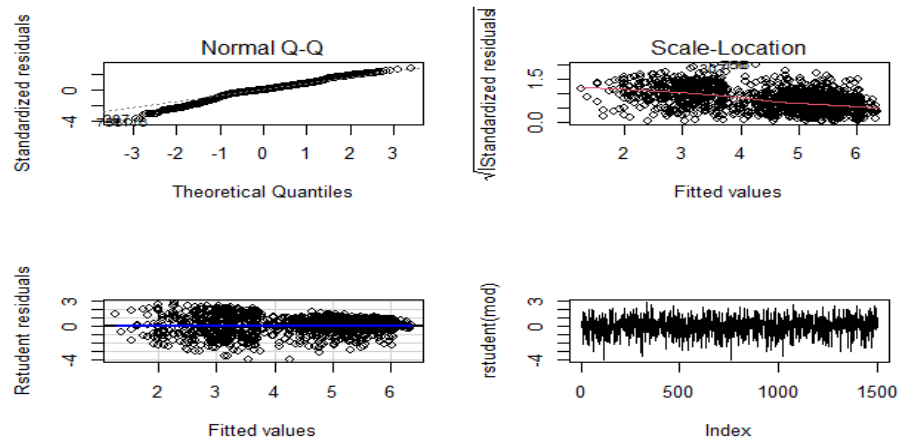 Normal Q-Q
Standardized residuals
0
-4
-3 -2 -1 0 1 2 3
Theoretical Quantiles
Scale-Location
√|Standardized residuals
1.5
0.0
2 3 4 5 6
Fitted values
Rstudent residuals
3
0
-4
2 3 4 5 6
Fitted values
rstudent(mod)
3
0
-4
0 500 1000 1500
Index